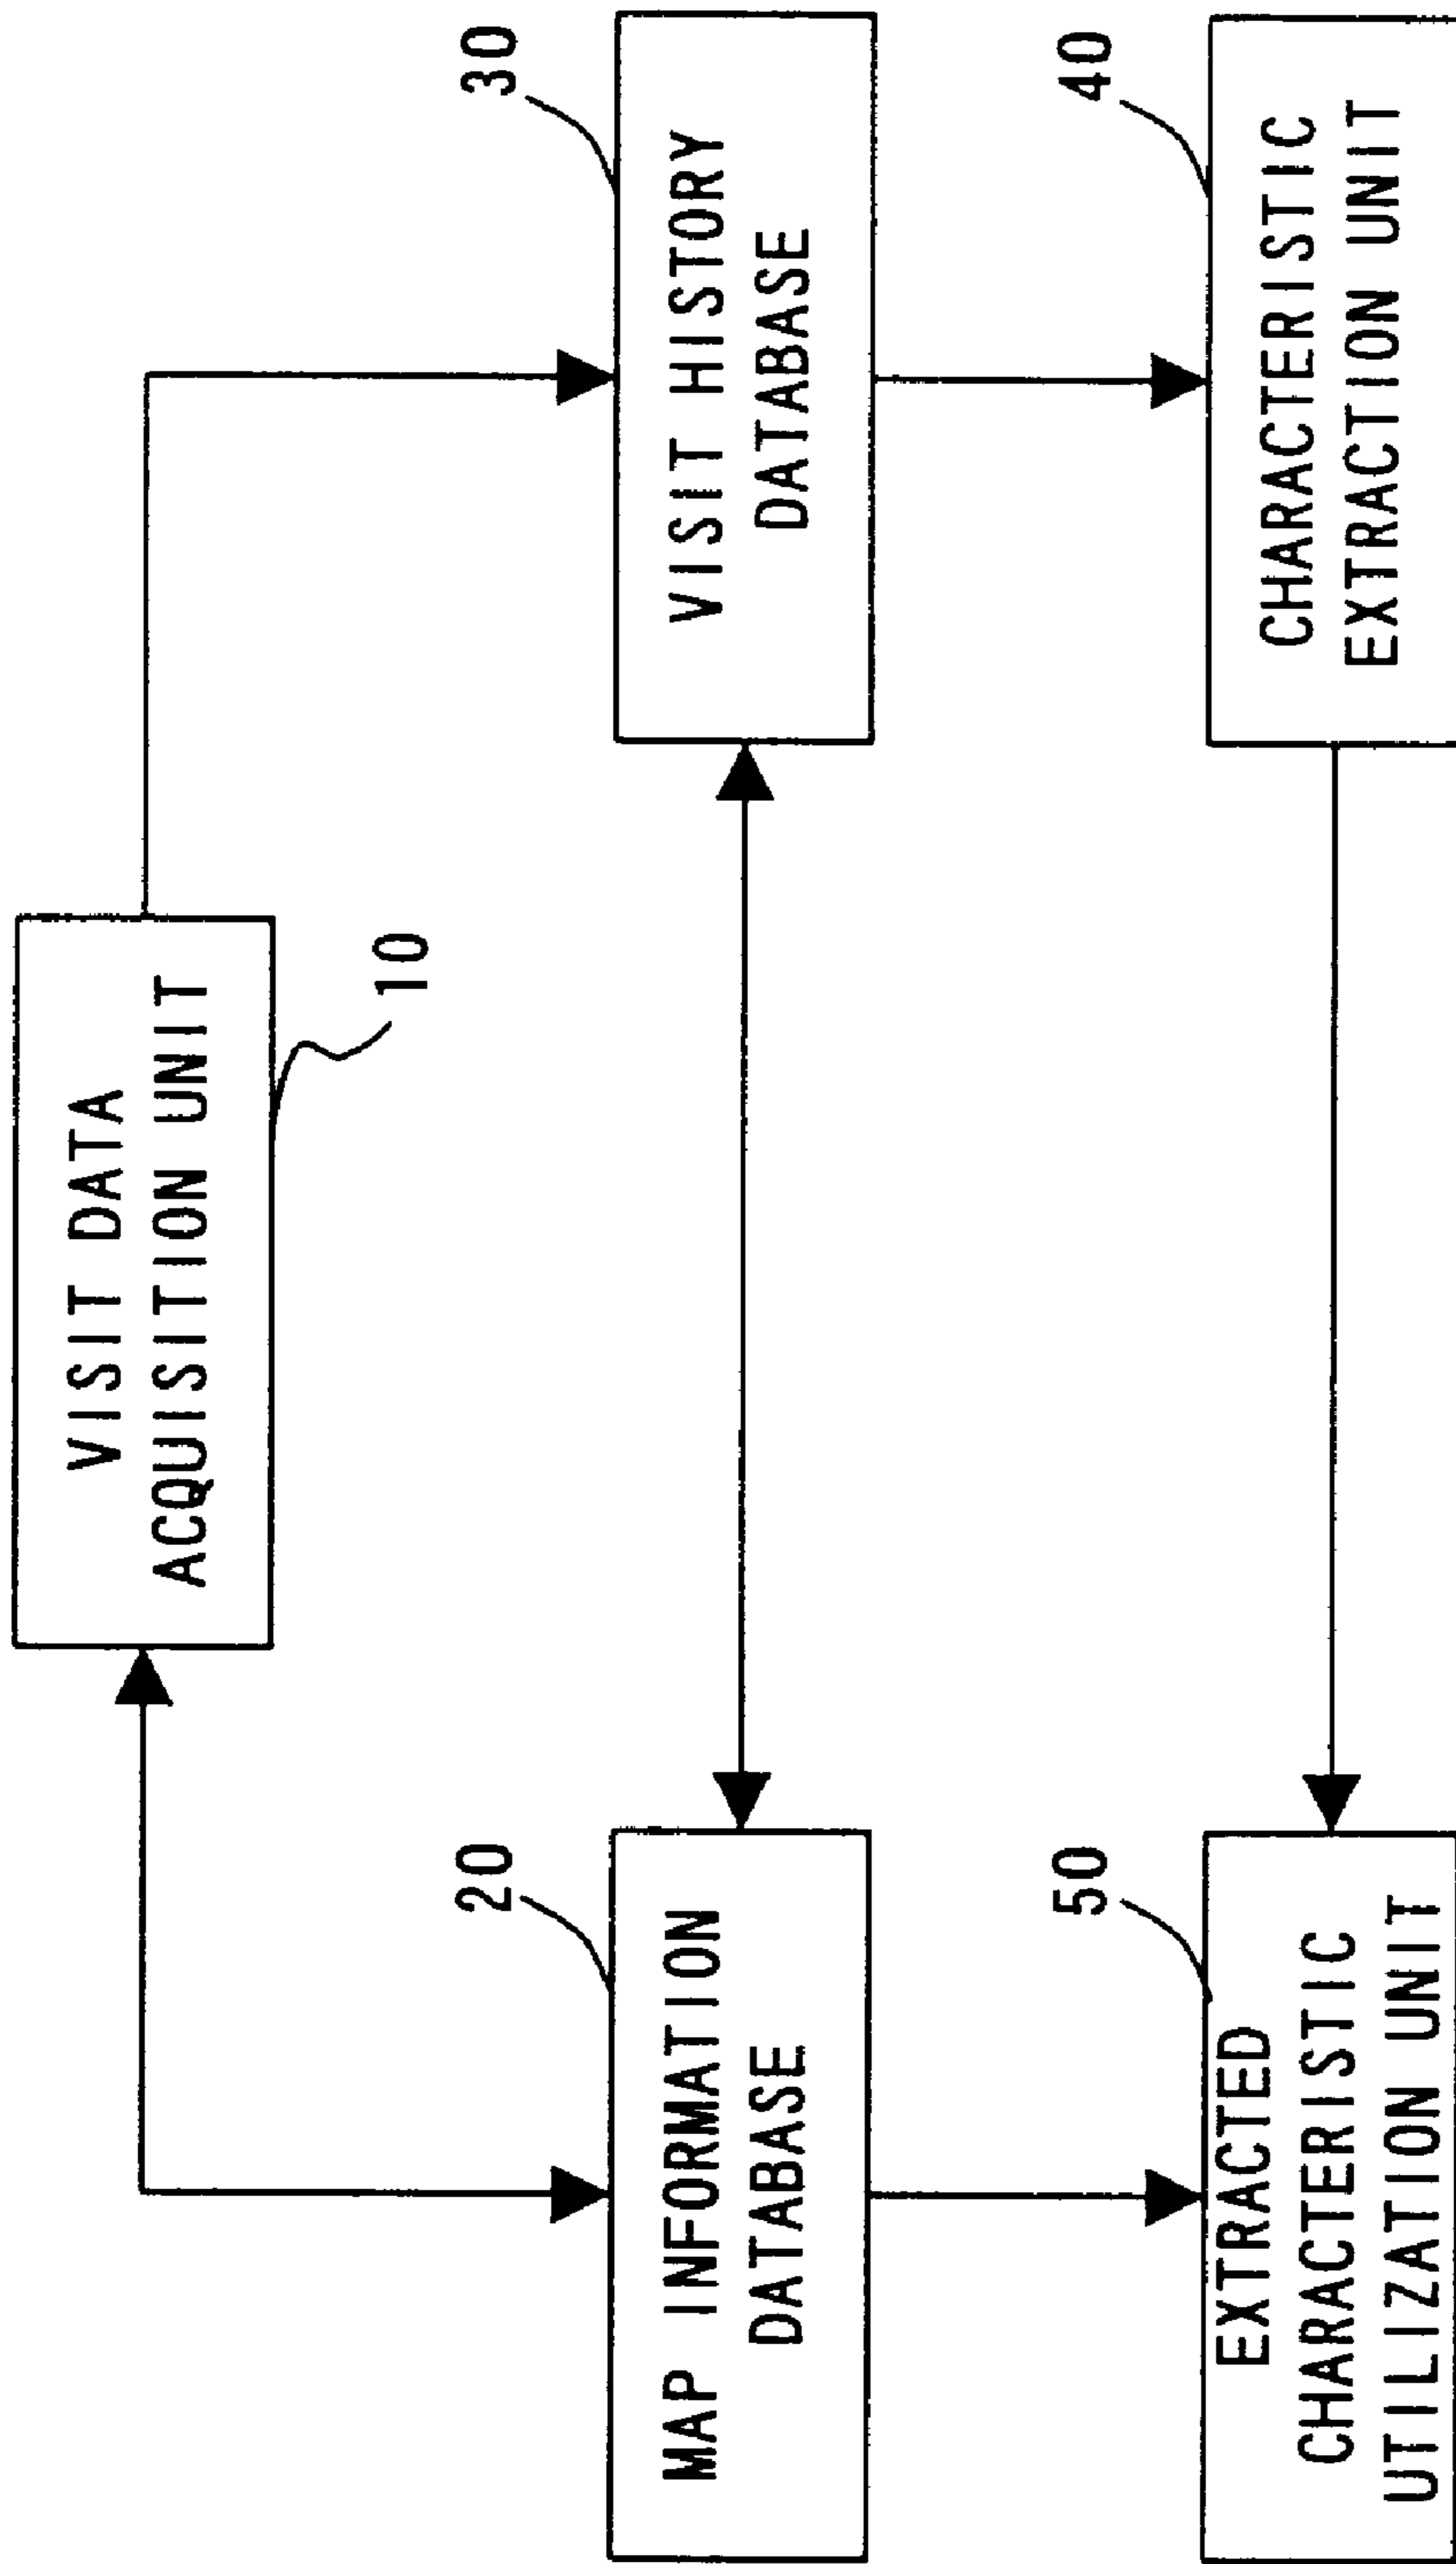 VISIT DATA
ACQUISITION UNIT
10
20
MAP INFORMATION
DATABASE
30
VISIT HISTORY
DATABASE
50
EXTRACTED
CHARACTERISTIC
UTILIZATION UNIT
40
CHARACTERISTIC
EXTRACTION UNIT